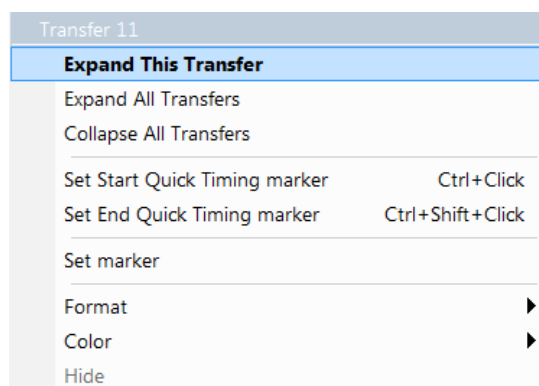 Transfer 11
Expand This Transfer
Expand All Transfers
Collapse All Transfers
Set Start Quick Timing marker Ctrl+Click
Set End Quick Timing marker Ctrl+Shift+Click
Set marker
Format
Color
Hide